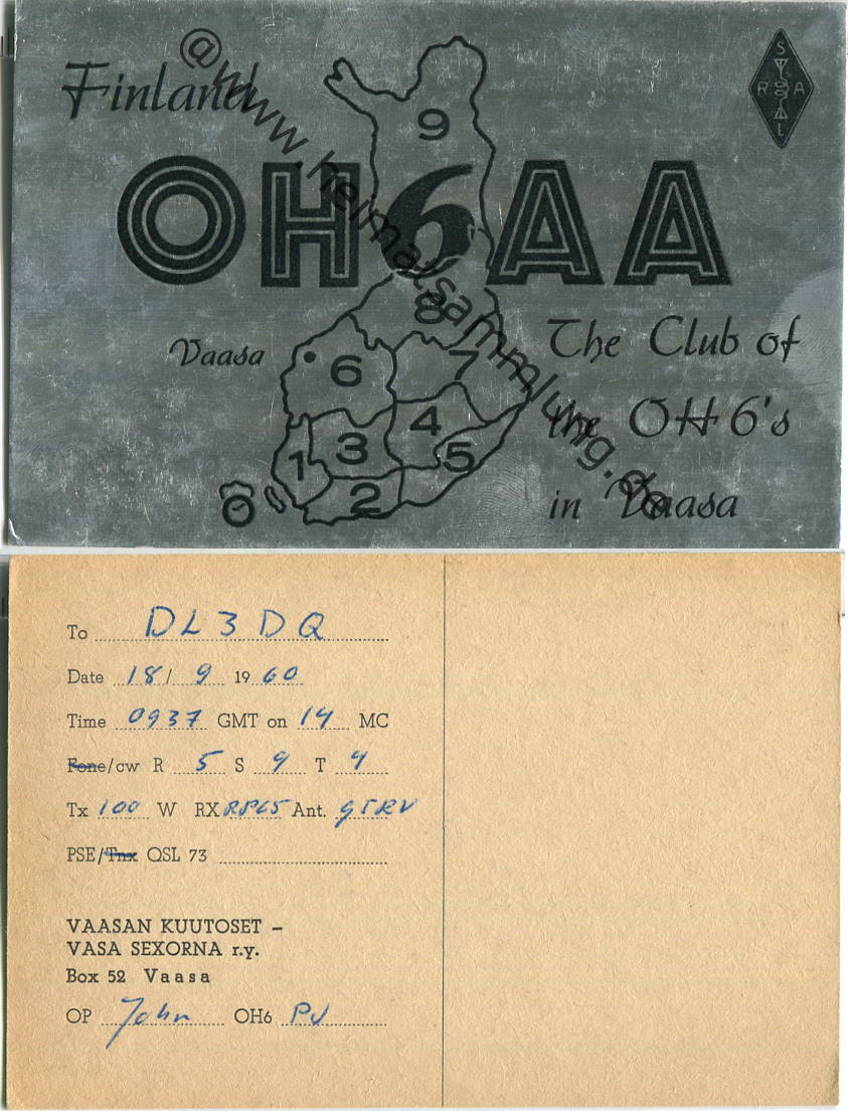 Finland
S
R 8 A
A
L
9
OH6AA
8
Vaasa
6
7
The Club of
4
the OH6's
3
1
5
in Vaasa
2
0
@www.heimatsammlung.de
To DL3DQ
Date 18/ 9 1960
Time 0937 GMT on 14 MC
Fone/cw R 5 S 9 T 9
Tx 100 W RX Ant. G5RV
PSE/Tnx QSL 73
VAASAN KUUTOSET –
VASA SEXORNA r.y.
Box 52 Vaasa
OP John OH6